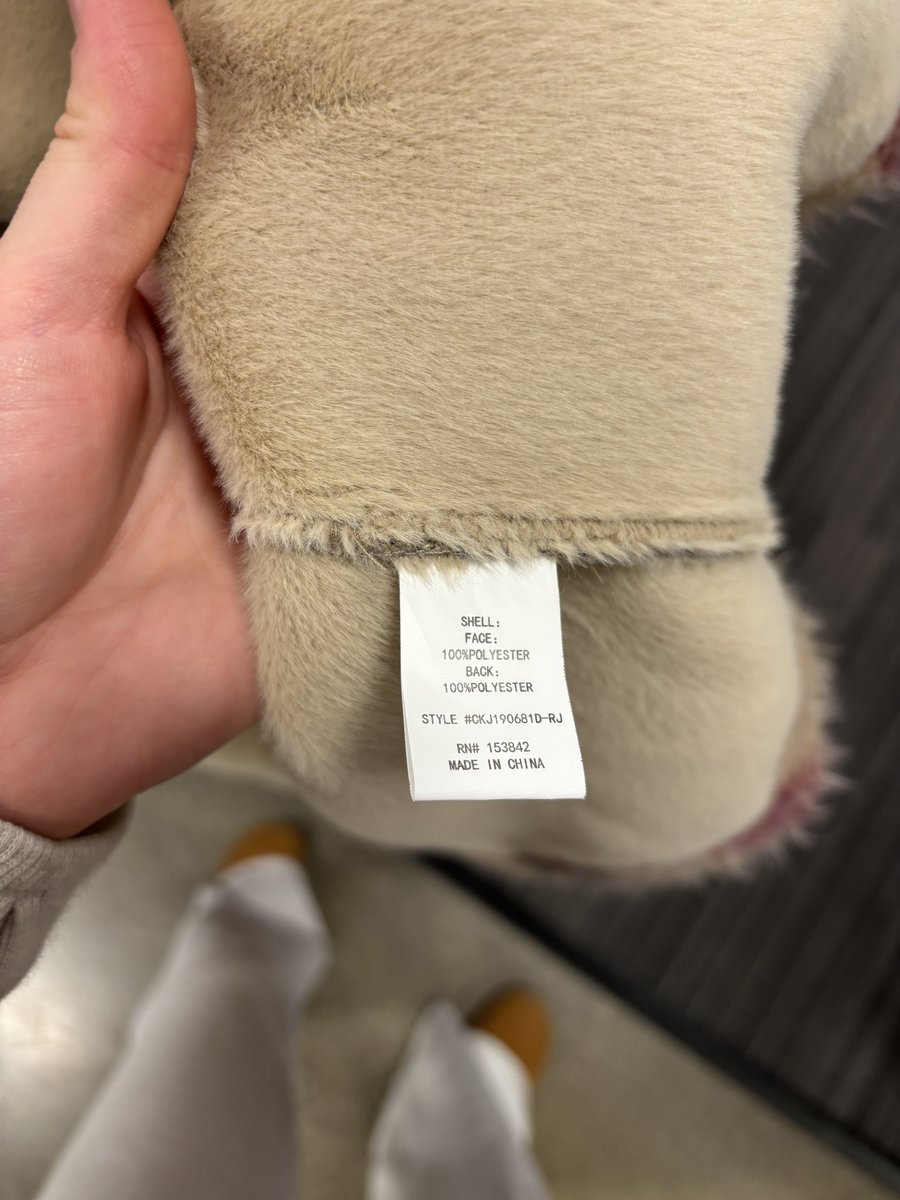 SHELL:
FACE:
100%POLYESTER
BACK:
100%POLYESTER
STYLE #CKJ190681D-RJ
RN# 153842
MADE IN CHINA